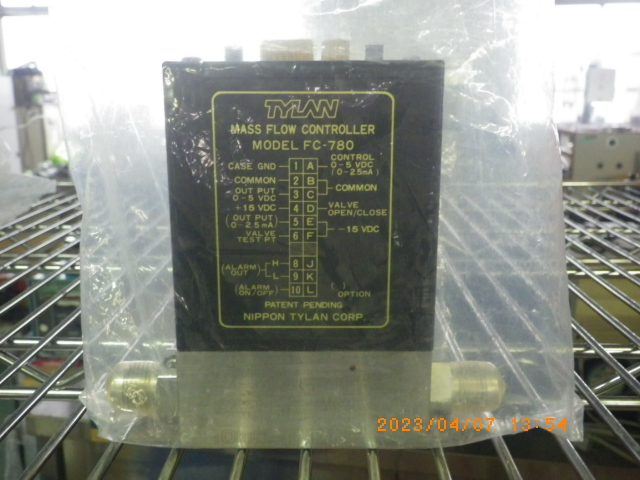 TYLAN
MASS FLOW CONTROLLER
MODEL FC-780
CASE GND 1 A CONTROL 0-5 VDC (0-2.5mA)
COMMON 2 B COMMON
OUT PUT 0-5 VDC 3 C
+15 VDC 4 D VALVE OPEN/CLOSE
(OUT PUT) 0-2.5mA 5 E -15 VDC
VALVE TEST PT 6 F
(ALARM) OUT H 8 J
L 9 K
(ALARM) ON/OFF 10 L ( ) OPTION
PATENT PENDING
NIPPON TYLAN CORP.
2023/04/07 13:54